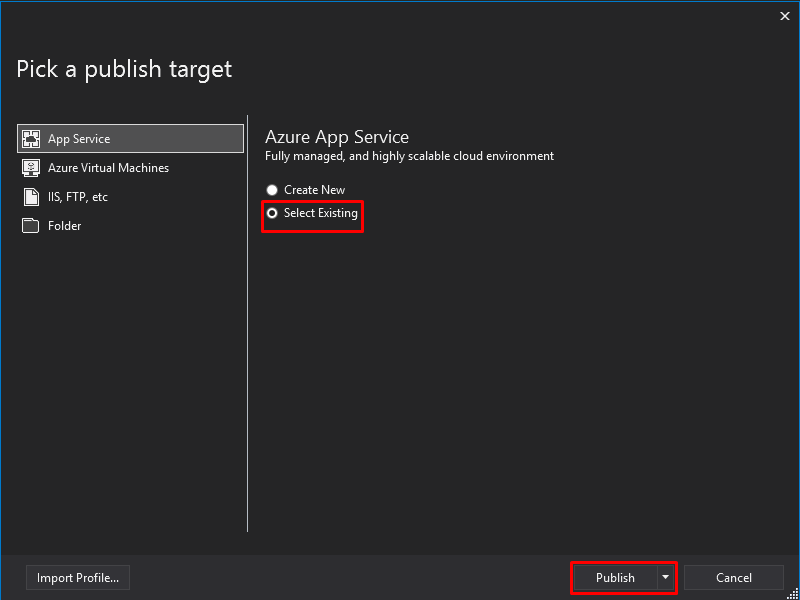 Pick a publish target
App Service
Azure Virtual Machines
IIS, FTP, etc
Folder
Azure App Service
Fully managed, and highly scalable cloud environment
Create New
Select Existing
Import Profile...
Publish
Cancel